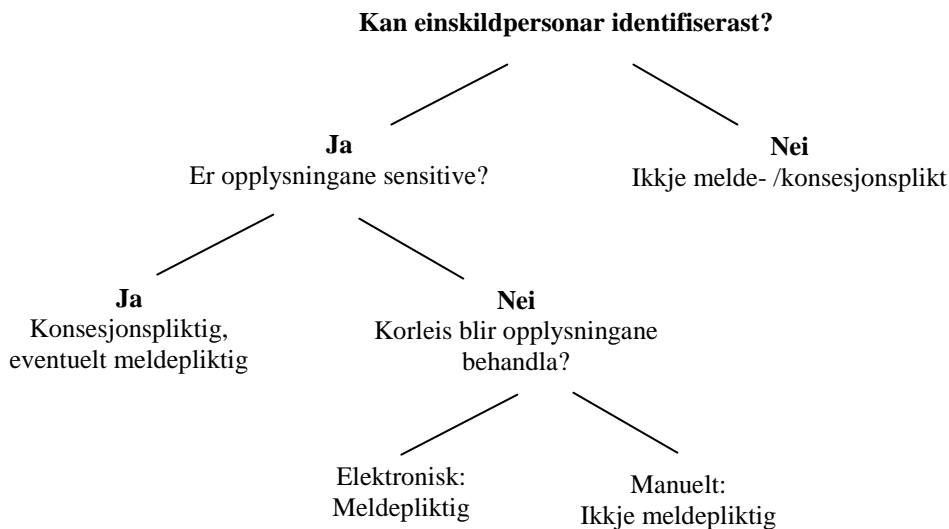 Kan einskildpersonar identifiserast?
Ja
Er opplysningane sensitive?
Nei
Ikkje melde- /konsesjonsplikt
Ja
Konsesjonspliktig,
eventuelt meldepliktig
Nei
Korleis blir opplysningane
behandla?
Elektronisk:
Meldepliktig
Manuelt:
Ikkje meldepliktig